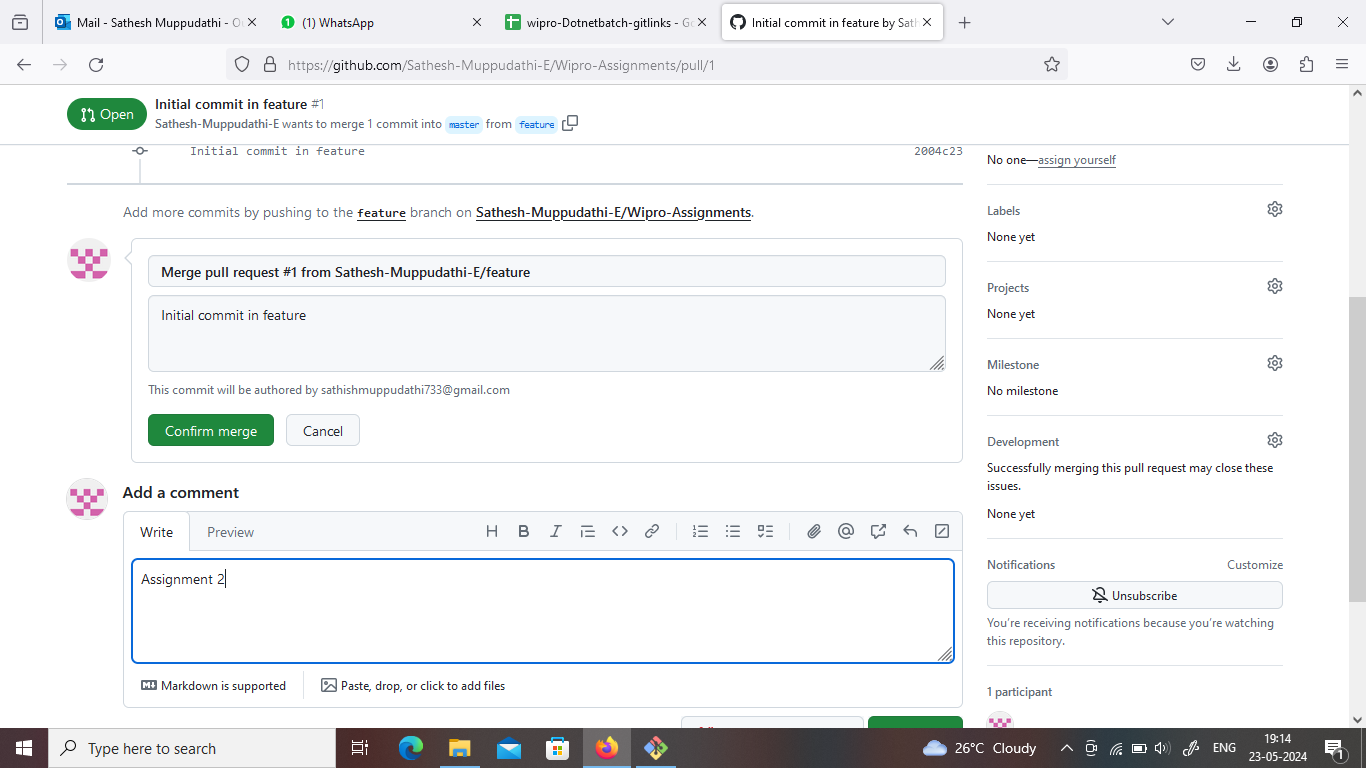 Mail - Sathesh Muppudathi - Ou
(1) WhatsApp
wipro-Dotnetbatch-gitlinks - Go
Initial commit in feature by Sath
https://github.com/Sathesh-Muppudathi-E/Wipro-Assignments/pull/1
Open
Initial commit in feature #1
Sathesh-Muppudathi-E wants to merge 1 commit into master from feature
Initial commit in feature 2004c23
No one—assign yourself
Add more commits by pushing to the feature branch on Sathesh-Muppudathi-E/Wipro-Assignments.
Labels
None yet
Merge pull request #1 from Sathesh-Muppudathi-E/feature
Initial commit in feature
Projects
None yet
Milestone
No milestone
This commit will be authored by sathishmuppudathi733@gmail.com
Confirm merge
Cancel
Development
Successfully merging this pull request may close these
issues.
None yet
Add a comment
Write
Preview
Assignment 2
Notifications
Customize
Unsubscribe
You're receiving notifications because you're watching
this repository.
Markdown is supported
Paste, drop, or click to add files
1 participant
Type here to search
26°C Cloudy
ENG
19:14
23-05-2024
1